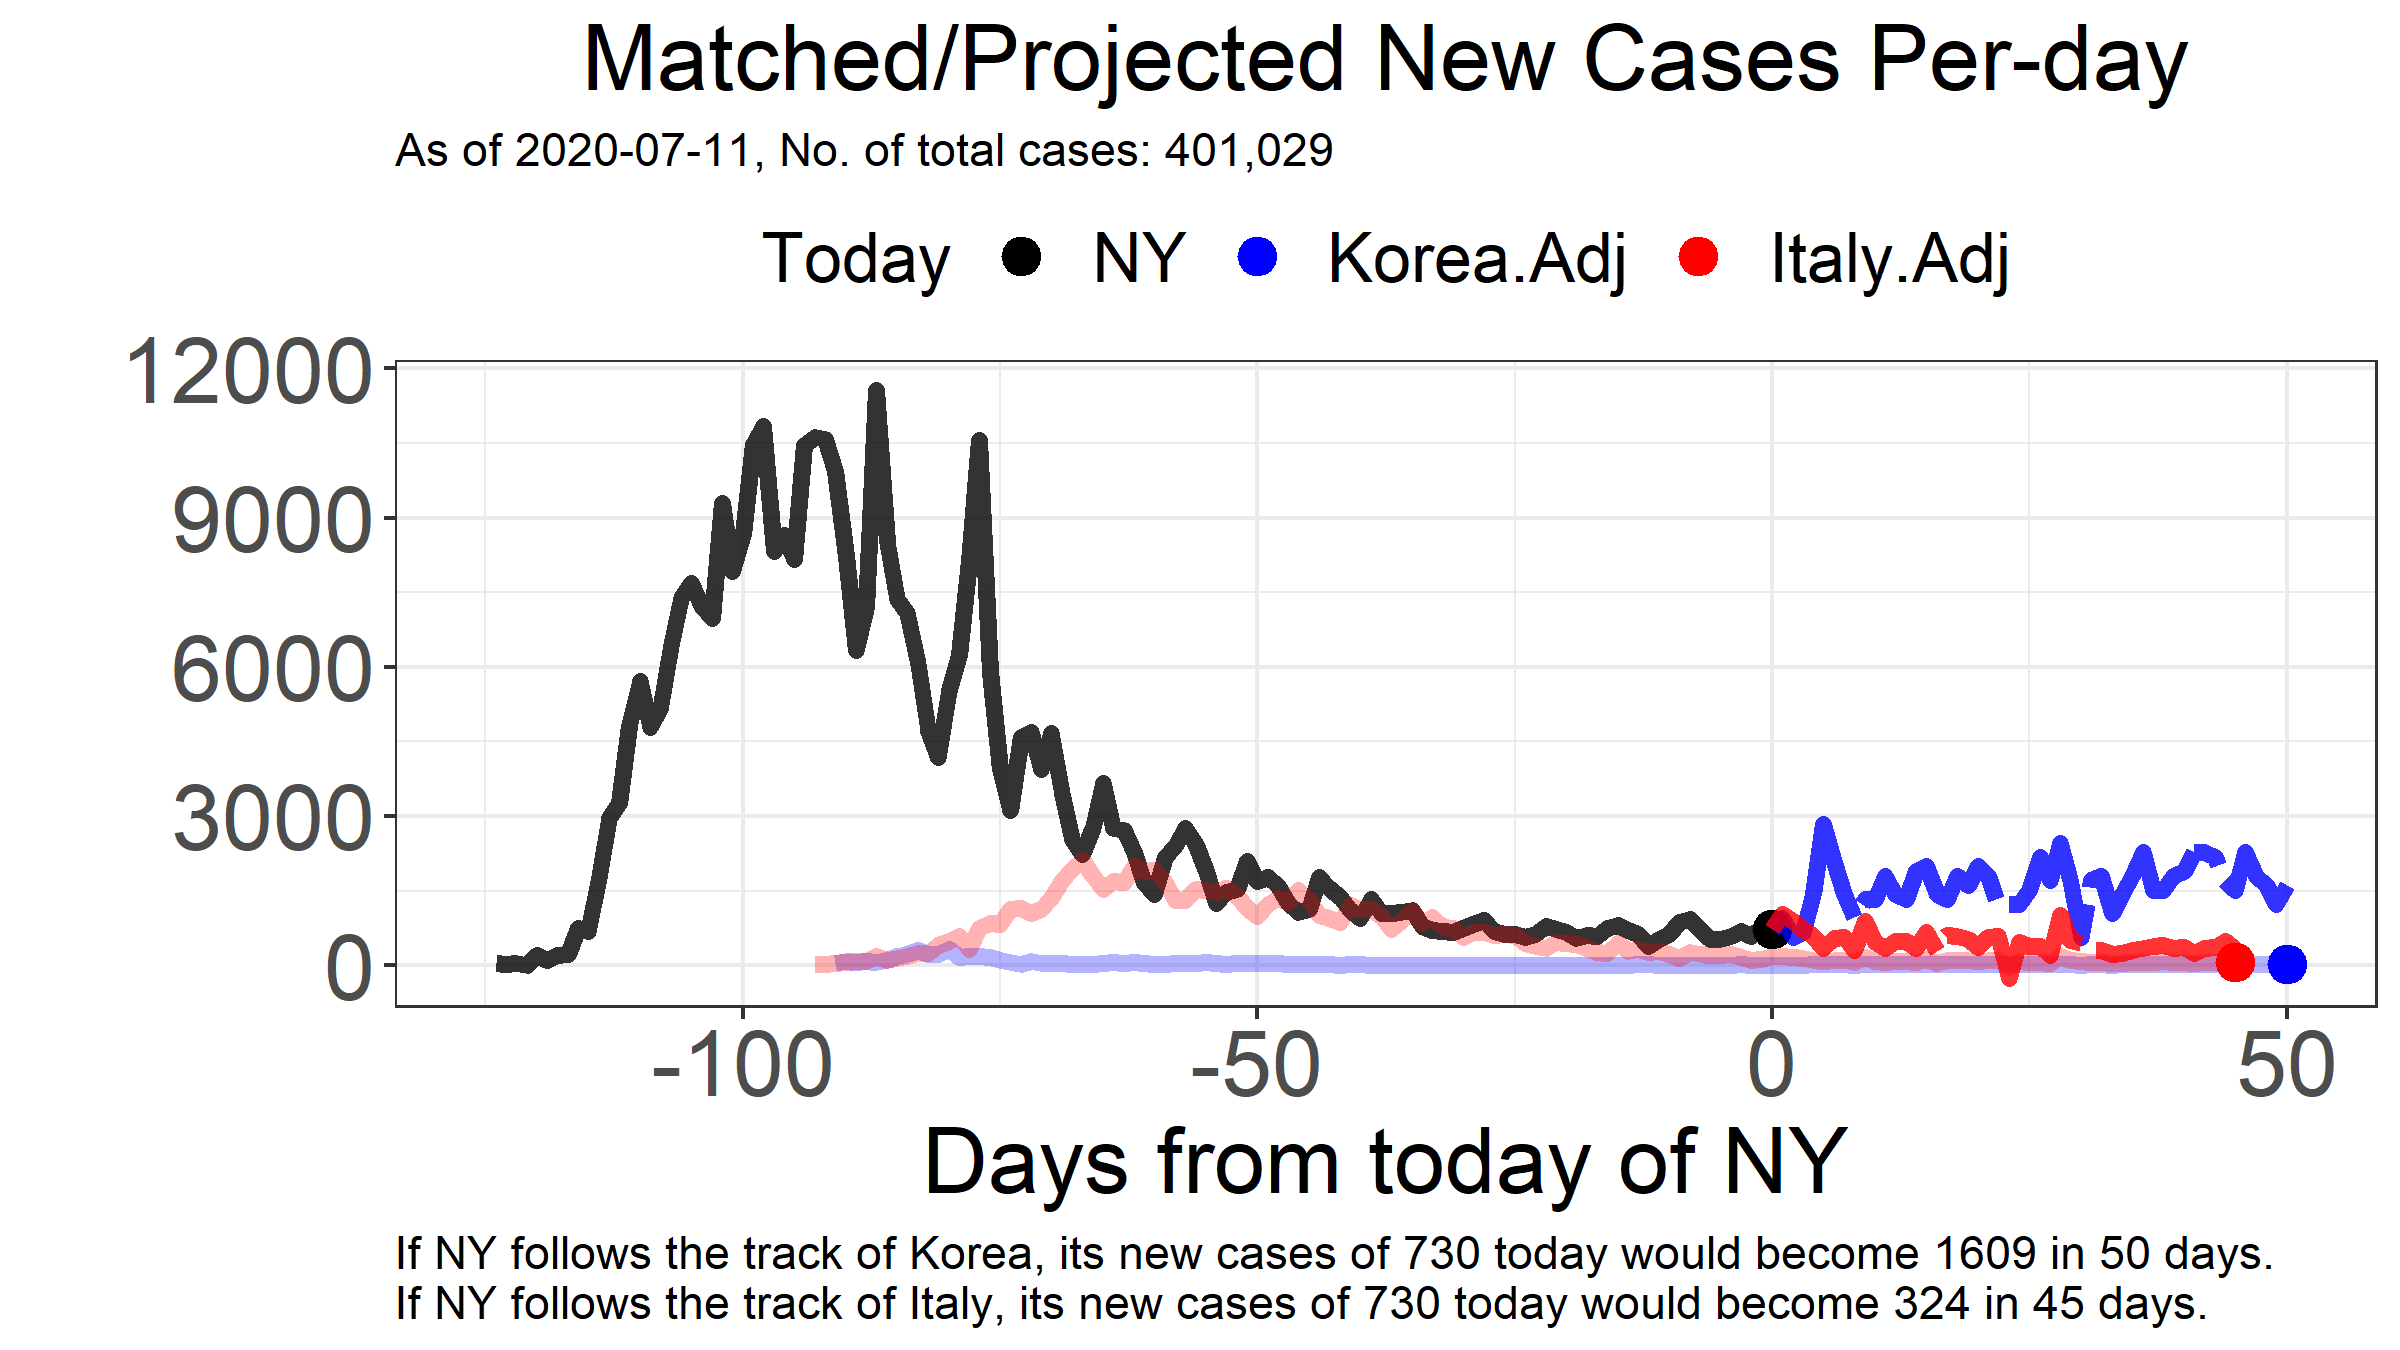 Matched/Projected New Cases Per-day
As of 2020-07-11, No. of total cases: 401,029
Today NY Korea.Adj Italy.Adj
12000
9000
6000
3000
0
-100 -50 0 50
Days from today of NY
If NY follows the track of Korea, its new cases of 730 today would become 1609 in 50 days.
If NY follows the track of Italy, its new cases of 730 today would become 324 in 45 days.